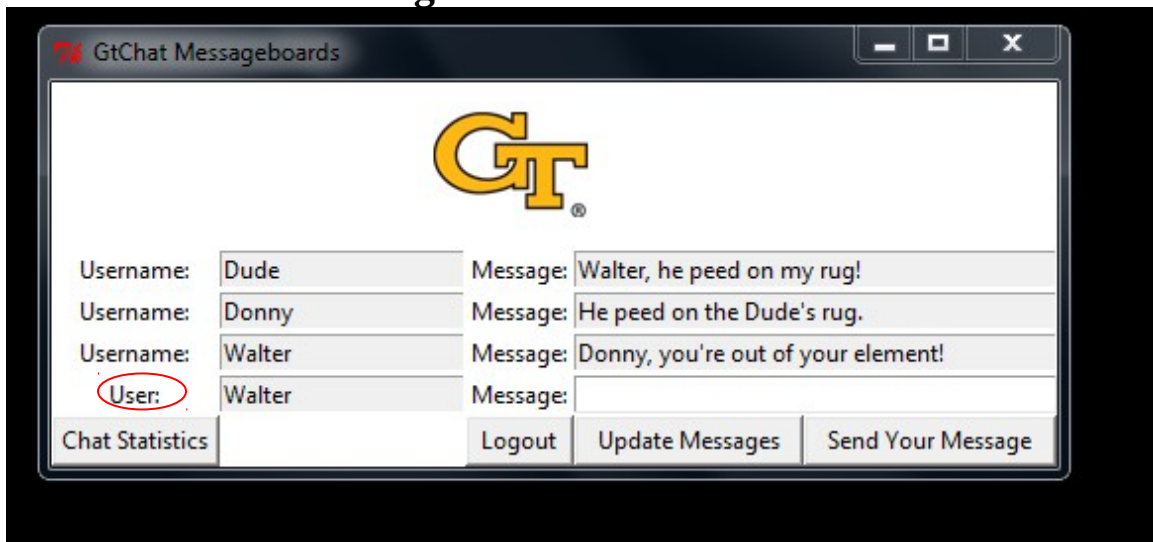 g
GtChat Messageboards
GT
®
Username: Dude Message: Walter, he peed on my rug!
Username: Donny Message: He peed on the Dude's rug.
Username: Walter Message: Donny, you're out of your element!
User: Walter Message:
Chat Statistics Logout Update Messages Send Your Message